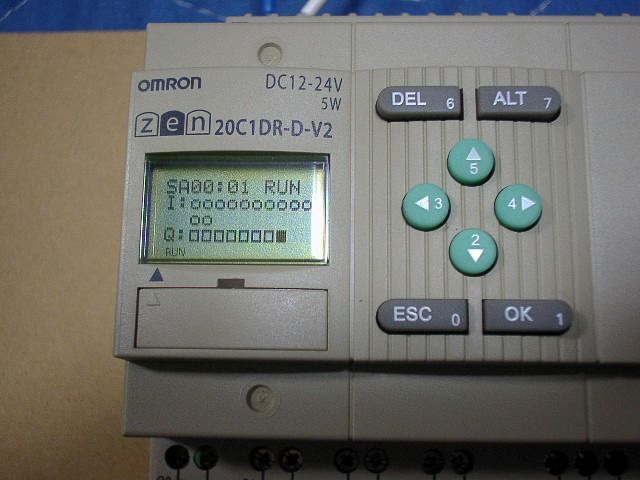 OMRON
DC12-24V
5W
zen 20C1DR-D-V2
SA00:01 RUN
I:oooooooooo
oo
Q:□□□□□□□■
RUN
DEL 6
ALT 7
5
3
4
2
ESC 0
OK 1